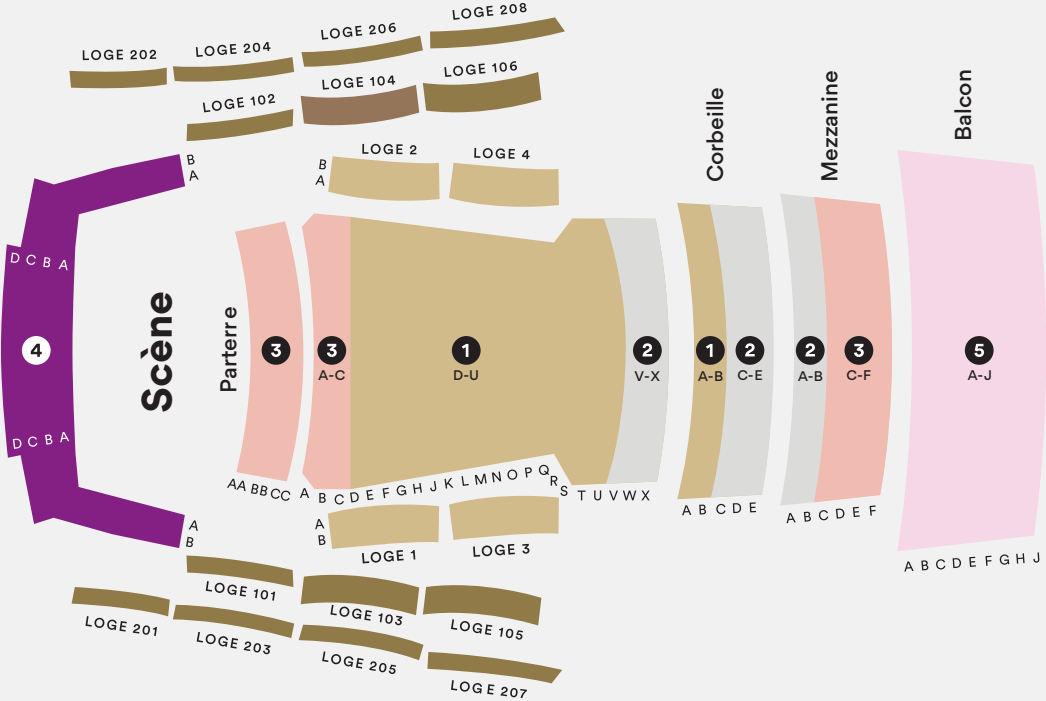 LOGE 202
LOGE 204
LOGE 206
LOGE 208
LOGE 102
LOGE 104
LOGE 106
LOGE 2
LOGE 4
B
A
B
A
Corbeille
Mezzanine
Balcon
D C B A
4
D C B A
Scène
Parterre
3
3
A-C
1
D-U
2
V-X
1
A-B
2
C-E
2
A-B
3
C-F
5
A-J
AA BB CC
A B C D E F G H J K L M N O P Q R S T U V W X
A B C D E
A B C D E F
A B C D E F G H J
A
B
A
B
LOGE 1
LOGE 3
LOGE 101
LOGE 103
LOGE 105
LOGE 201
LOGE 203
LOGE 205
LOGE 207